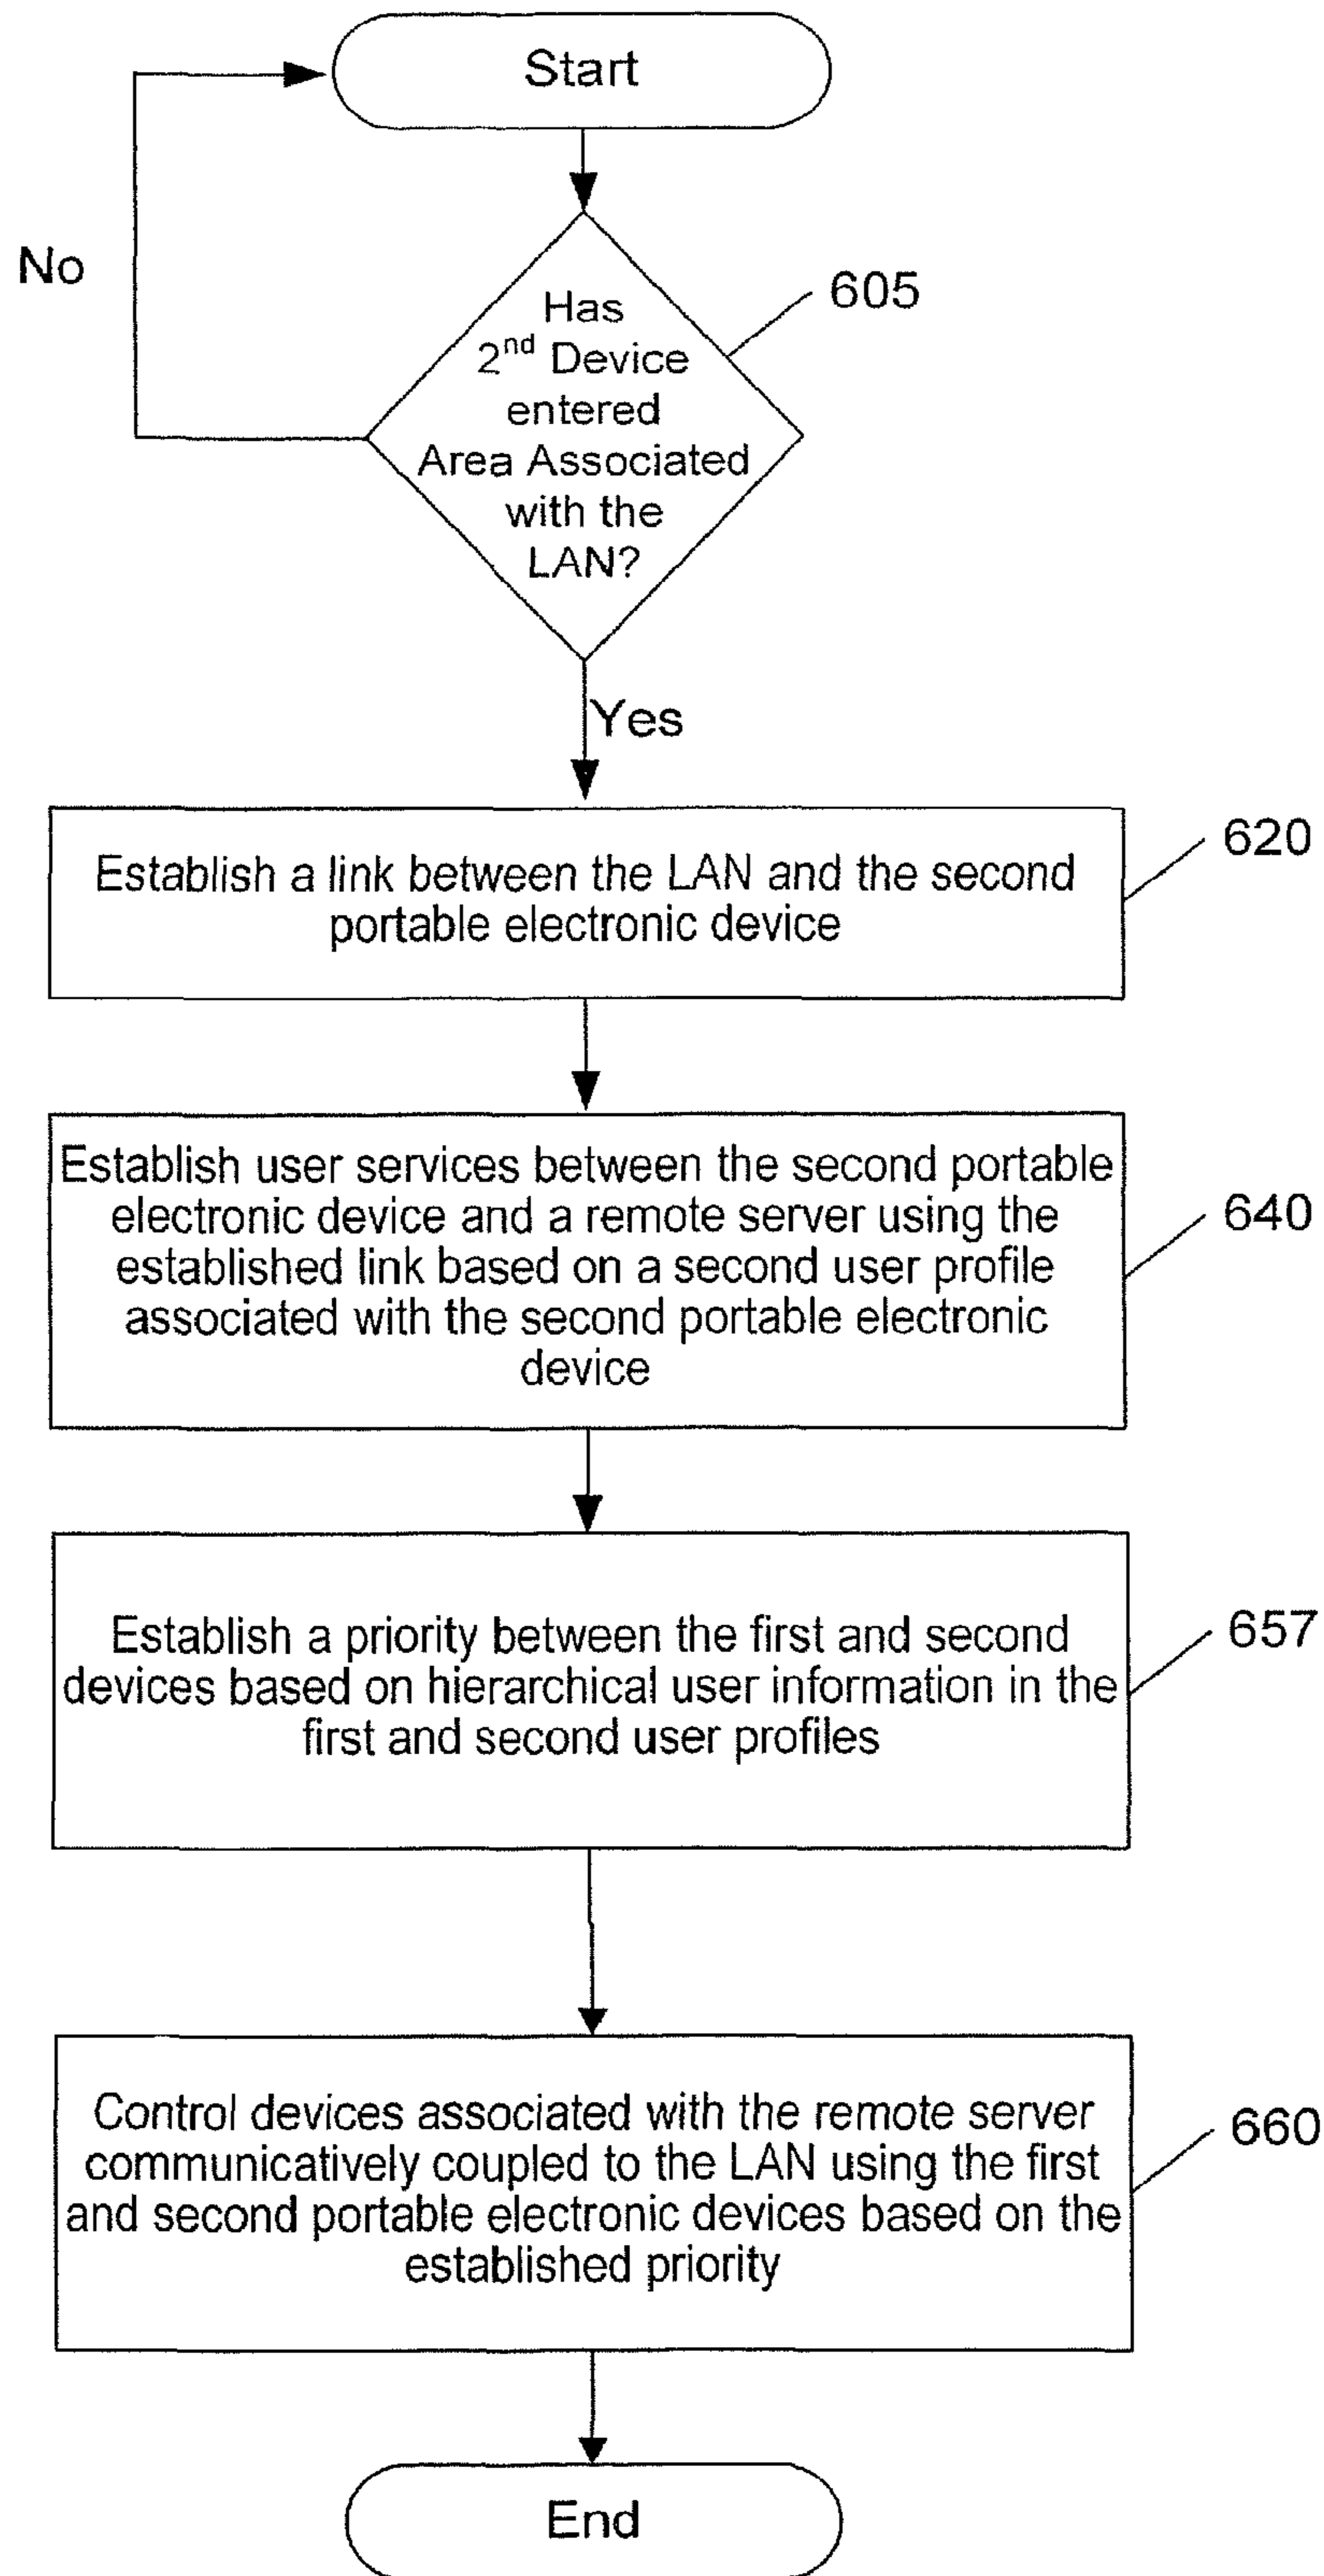 Start
No
Has
2nd Device
entered
Area Associated
with the
LAN?
605
Yes
Establish a link between the LAN and the second
portable electronic device
620
Establish user services between the second portable
electronic device and a remote server using the
established link based on a second user profile
associated with the second portable electronic
device
640
Establish a priority between the first and second
devices based on hierarchical user information in the
first and second user profiles
657
Control devices associated with the remote server
communicatively coupled to the LAN using the first
and second portable electronic devices based on the
established priority
660
End